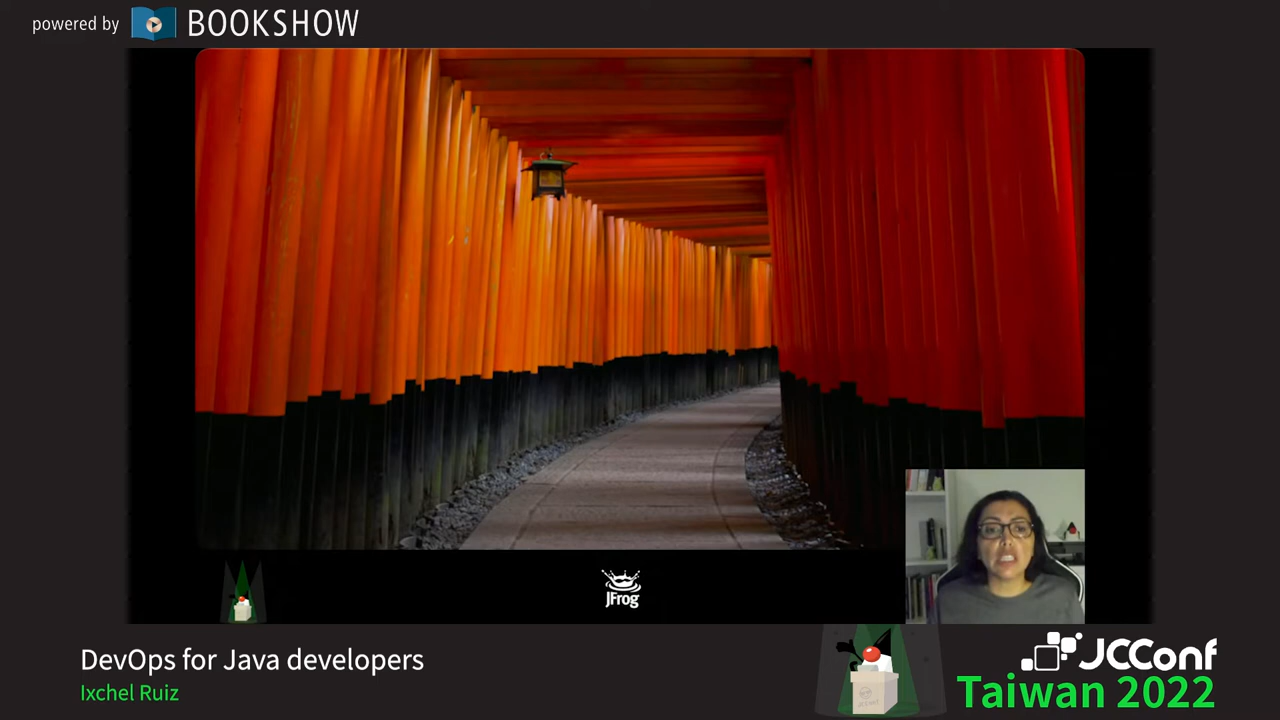 powered by BOOKSHOW
JFrog
DevOps for Java developers
Ixchel Ruiz
JCConf
Taiwan 2022